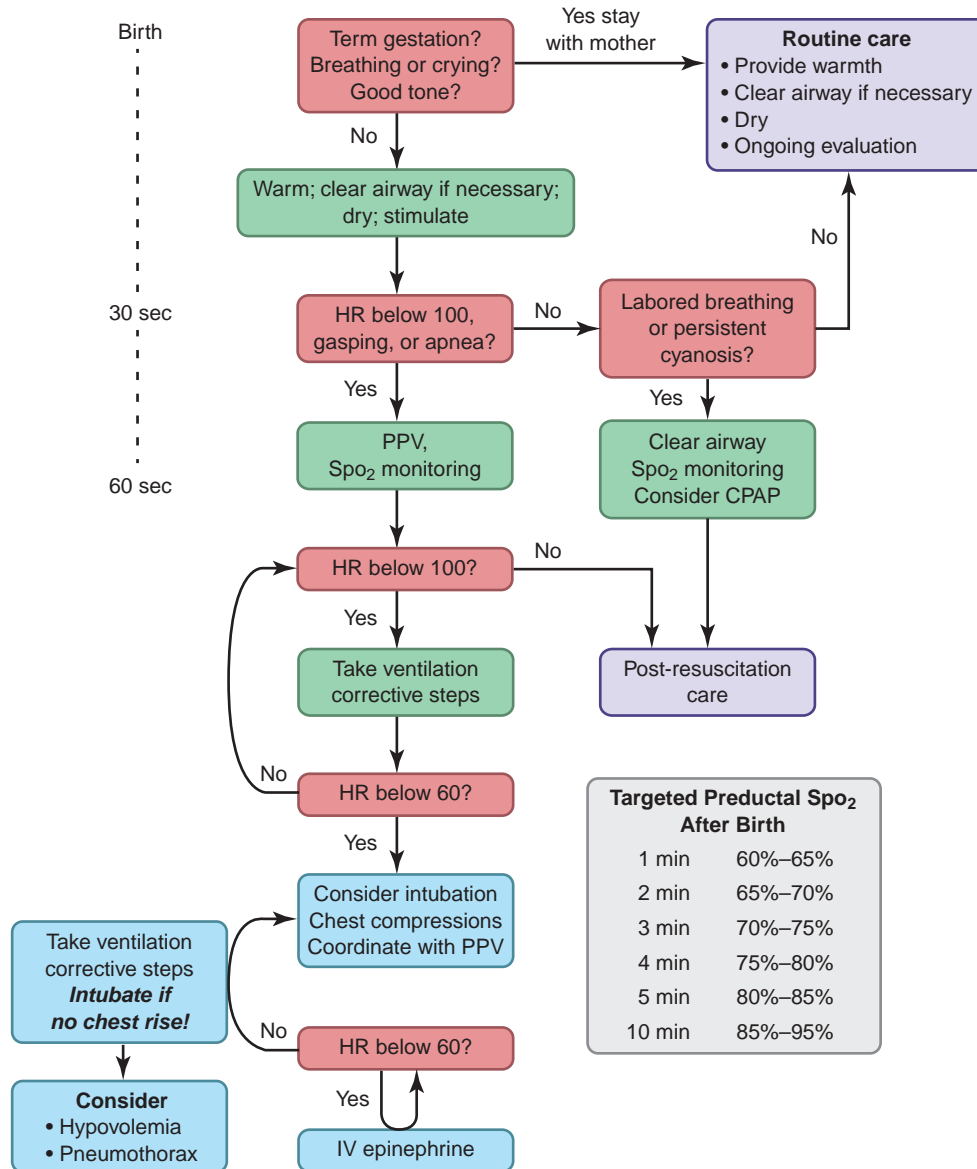 Birth
30 sec
60 sec
Term gestation?
Breathing or crying?
Good tone?
Yes stay
with mother
Routine care
• Provide warmth
• Clear airway if necessary
• Dry
• Ongoing evaluation
No
Warm; clear airway if necessary;
dry; stimulate
HR below 100,
gasping, or apnea?
No
Labored breathing
or persistent
cyanosis?
No
Yes
PPV,
Spo₂ monitoring
Yes
Clear airway
Spo₂ monitoring
Consider CPAP
HR below 100?
No
Yes
Take ventilation
corrective steps
Post-resuscitation
care
HR below 60?
No
Yes
Consider intubation
Chest compressions
Coordinate with PPV
Take ventilation
corrective steps
Intubate if
no chest rise!
Consider
• Hypovolemia
• Pneumothorax
HR below 60?
No
Yes
IV epinephrine
Targeted Preductal Spo₂
After Birth
1 min 60%–65%
2 min 65%–70%
3 min 70%–75%
4 min 75%–80%
5 min 80%–85%
10 min 85%–95%